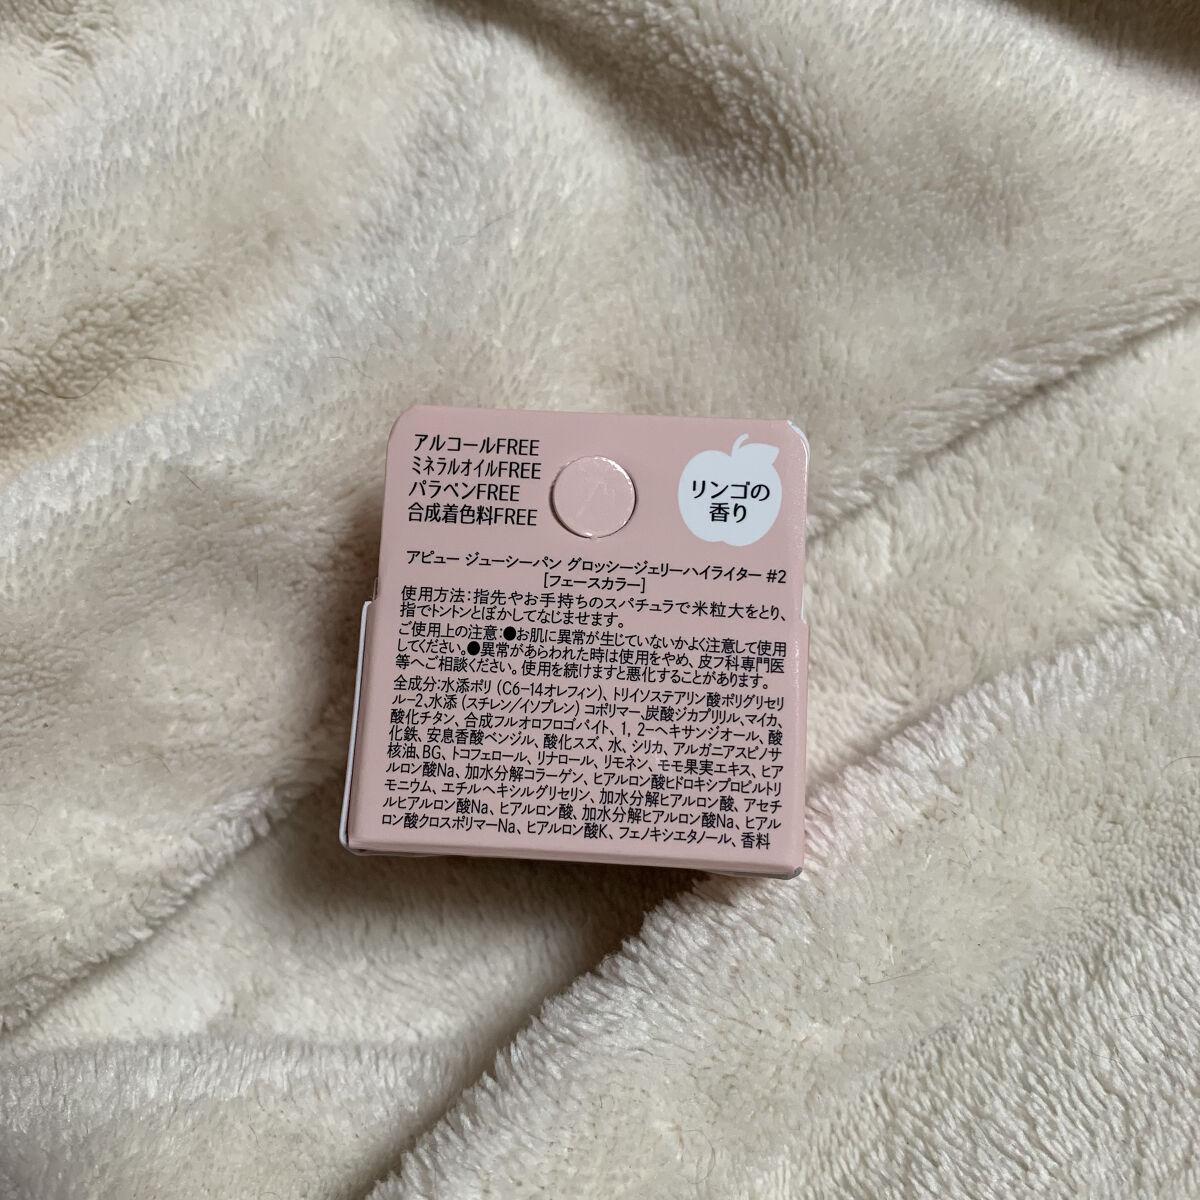 アルコールFREE
ミネラルオイルFREE
パラベンFREE
合成着色料FREE
リンゴの
香り
アピュー ジューシーパン グロッシージェリーハイライター #2
[フェースカラー]
使用方法：指先やお手持ちのスパチュラで米粒大をとり、
指でトントンとぼかしてなじませます。
ご使用上の注意：●お肌に異常が生じていないかよく注意して使用
してください。●異常があらわれた時は使用をやめ、皮フ科専門医
等へご相談ください。使用を続けますと悪化することがあります。
全成分：水添ポリ（C6-14オレフィン）、トリイソステアリン酸ポリグリセリ
ル-2、水添（スチレン/イソプレン）コポリマー、炭酸ジカプリリル、マイカ、
酸化チタン、合成フルオロフロゴパイト、1，2-ヘキサンジオール、酸
化鉄、安息香酸ベンジル、酸化スズ、水、シリカ、アルガニアスピノサ
核油、BG、トコフェロール、リナロール、リモネン、モモ果実エキス、ヒア
ルロン酸Na、加水分解コラーゲン、ヒアルロン酸ヒドロキシプロピルトリ
モニウム、エチルヘキシルグリセリン、加水分解ヒアルロン酸、アセチ
ルヒアルロン酸Na、ヒアルロン酸、加水分解ヒアルロン酸Na、ヒアル
ロン酸クロスポリマーNa、ヒアルロン酸K、フェノキシエタノール、香料